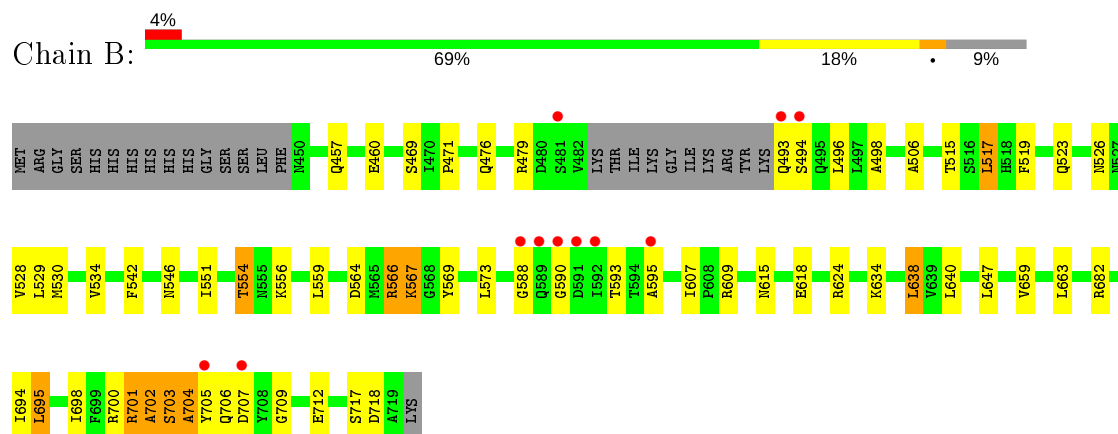 4%
Chain B:
69% 18% • 9%
MET ARG GLY SER HIS HIS HIS HIS HIS HIS GLY SER SER LEU PHE N450 Q457 E460 S469 I470 P471 Q476 R479 D480 S481 V482 LYS THR ILE LYS GLY ILE LYS ARG TYR LYS Q493 S494 Q495 L496 L497 A498 A506 T515 S516 L517 H518 F519 Q523 N526 N527
V528 L529 M530 V534 F542 N546 I551 T554 N555 K556 L559 D564 M565 R566 K567 G568 Y569 L573 G588 Q589 G590 D591 I592 T593 T594 A595 I607 P608 R609 N615 E618 R624 K634 L638 V639 L640 L647 V659 L663 R682
I694 L695 I698 F699 R700 R701 A702 S703 A704 Y705 Q706 D707 Y708 G709 E712 S717 D718 A719 LYS